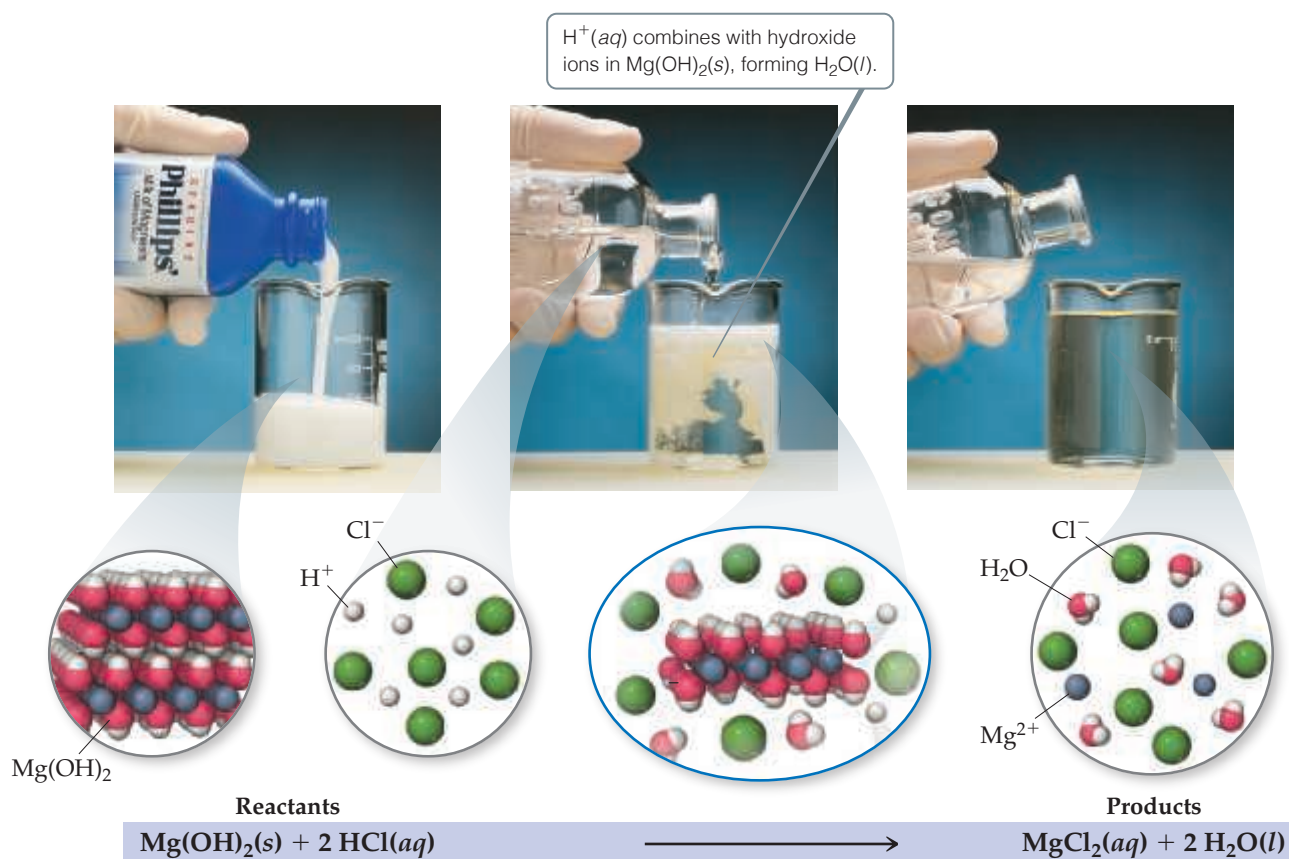 H⁺(aq) combines with hydroxide
ions in Mg(OH)₂(s), forming H₂O(l).
GENUINE
Phillips'
Milk of Magnesia
Cl⁻
H⁺
Mg(OH)₂
Cl⁻
H₂O
Mg²⁺
Reactants
Products
Mg(OH)₂(s) + 2 HCl(aq) ⟶ MgCl₂(aq) + 2 H₂O(l)